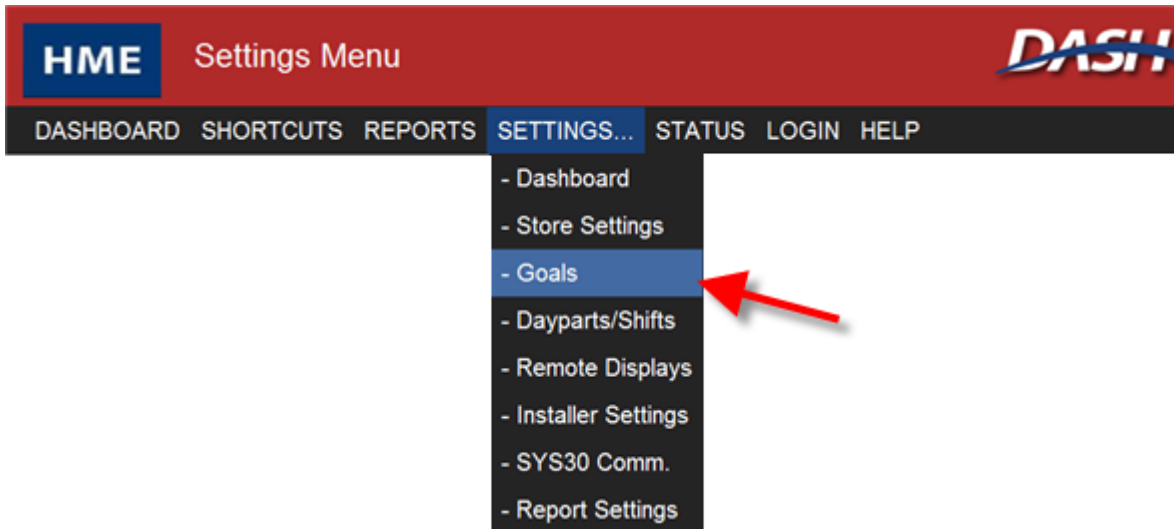 HME Settings Menu DASH
DASHBOARD SHORTCUTS REPORTS SETTINGS... STATUS LOGIN HELP
- Dashboard
- Store Settings
- Goals
- Dayparts/Shifts
- Remote Displays
- Installer Settings
- SYS30 Comm.
- Report Settings